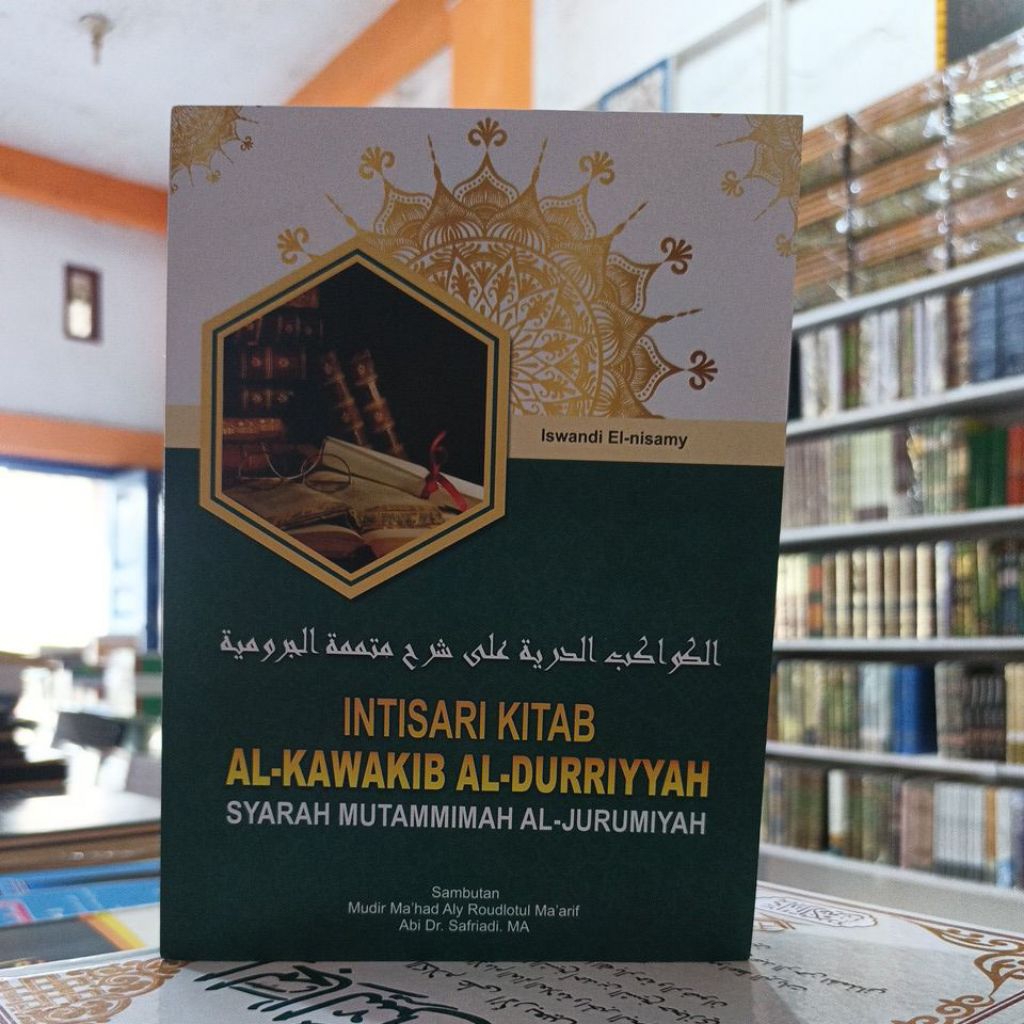 Iswandi El-nisamy
الكواكب الدرية على شرح متممة الجرومية
INTISARI KITAB
AL-KAWAKIB AL-DURRIYYAH
SYARAH MUTAMMIMAH AL-JURUMIYAH
Sambutan
Mudir Ma'had Aly Roudlotul Ma'arif
Abi Dr. Safriadi. MA